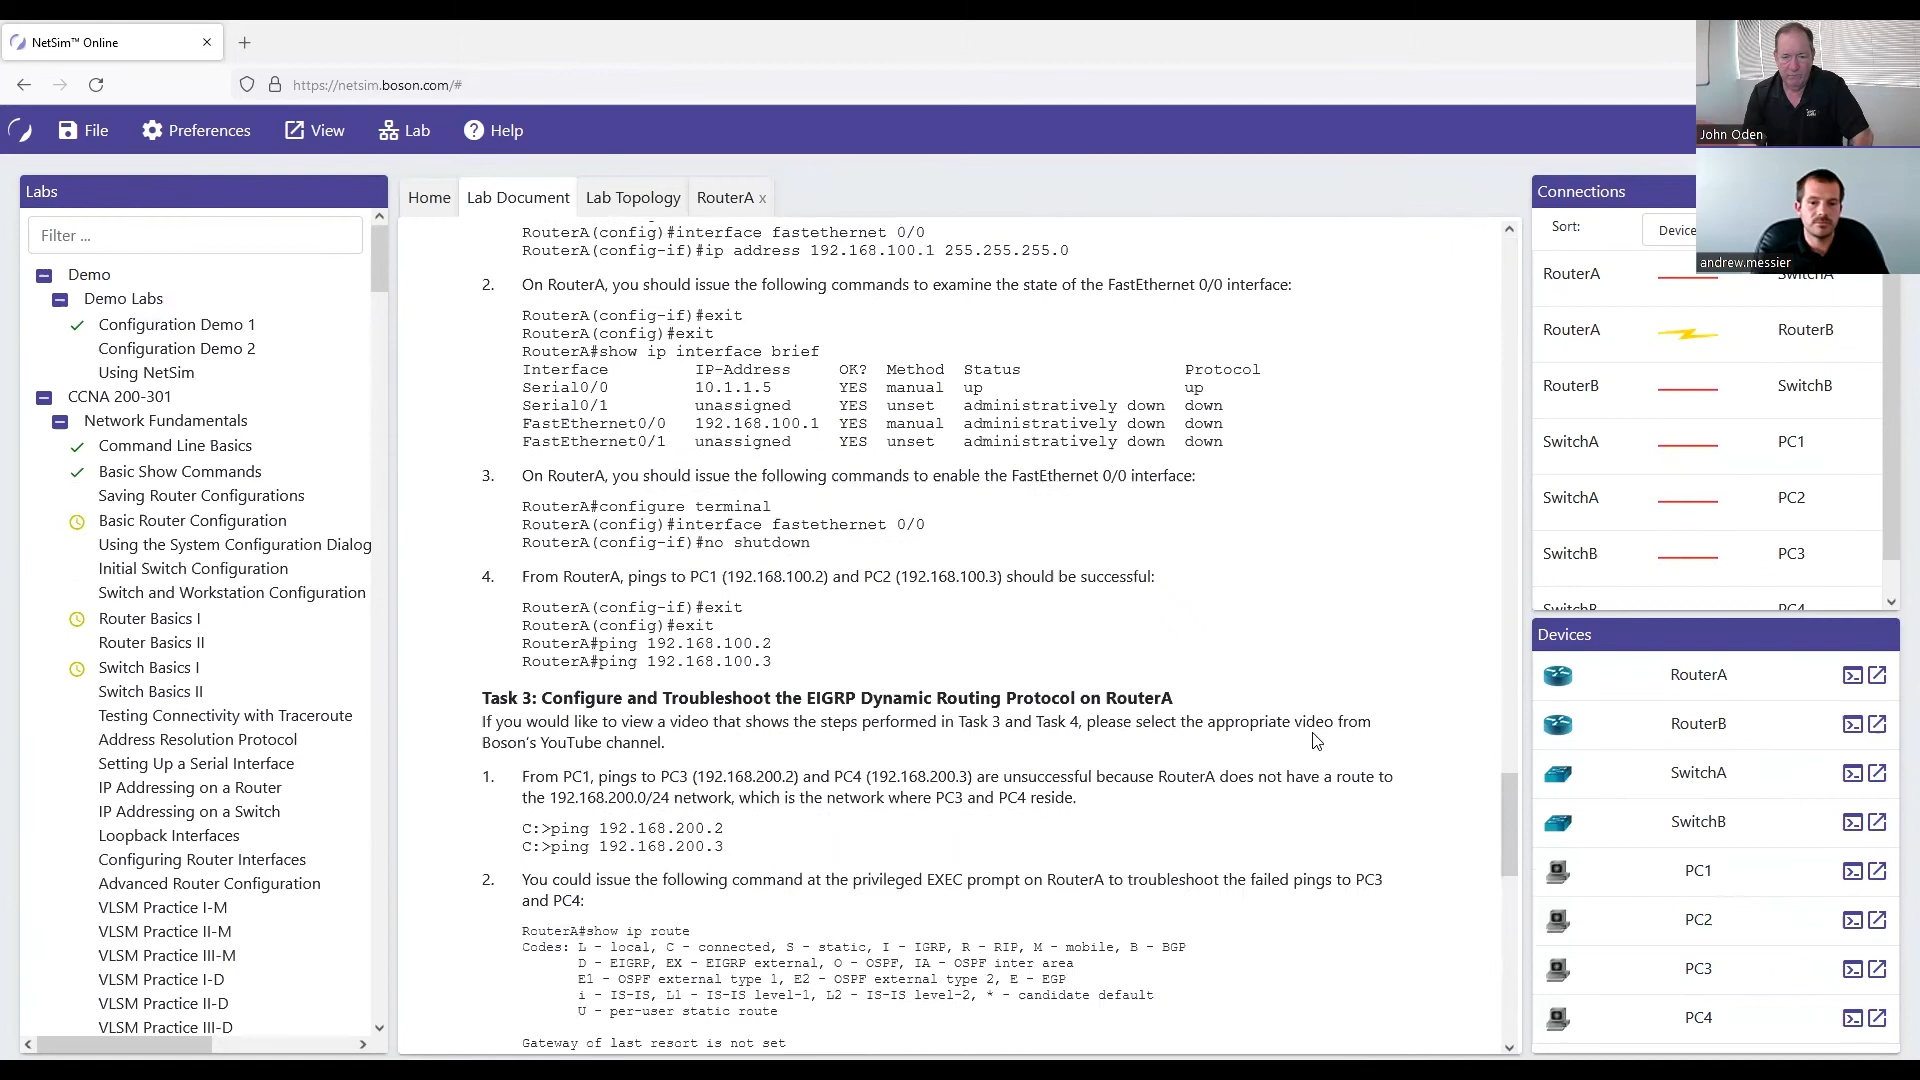 NetSim™ Online
https://netsim.boson.com/#
File
Preferences
View
Lab
Help
John Oden
andrew.messier
Labs
Filter ...
Demo
Demo Labs
Configuration Demo 1
Configuration Demo 2
Using NetSim
CCNA 200-301
Network Fundamentals
Command Line Basics
Basic Show Commands
Saving Router Configurations
Basic Router Configuration
Using the System Configuration Dialog
Initial Switch Configuration
Switch and Workstation Configuration
Router Basics I
Router Basics II
Switch Basics I
Switch Basics II
Testing Connectivity with Traceroute
Address Resolution Protocol
Setting Up a Serial Interface
IP Addressing on a Router
IP Addressing on a Switch
Loopback Interfaces
Configuring Router Interfaces
Advanced Router Configuration
VLSM Practice I-M
VLSM Practice II-M
VLSM Practice III-M
VLSM Practice I-D
VLSM Practice II-D
VLSM Practice III-D
Home
Lab Document
Lab Topology
RouterA x
RouterA(config)#interface fastethernet 0/0
RouterA(config-if)#ip address 192.168.100.1 255.255.255.0
2. On RouterA, you should issue the following commands to examine the state of the FastEthernet 0/0 interface:
RouterA(config-if)#exit
RouterA(config)#exit
RouterA#show ip interface brief
Interface IP-Address OK? Method Status Protocol
Serial0/0 10.1.1.5 YES manual up up
Serial0/1 unassigned YES unset administratively down down
FastEthernet0/0 192.168.100.1 YES manual administratively down down
FastEthernet0/1 unassigned YES unset administratively down down
3. On RouterA, you should issue the following commands to enable the FastEthernet 0/0 interface:
RouterA#configure terminal
RouterA(config)#interface fastethernet 0/0
RouterA(config-if)#no shutdown
4. From RouterA, pings to PC1 (192.168.100.2) and PC2 (192.168.100.3) should be successful:
RouterA(config-if)#exit
RouterA(config)#exit
RouterA#ping 192.168.100.2
RouterA#ping 192.168.100.3
Task 3: Configure and Troubleshoot the EIGRP Dynamic Routing Protocol on RouterA
If you would like to view a video that shows the steps performed in Task 3 and Task 4, please select the appropriate video from
Boson's YouTube channel.
1. From PC1, pings to PC3 (192.168.200.2) and PC4 (192.168.200.3) are unsuccessful because RouterA does not have a route to
the 192.168.200.0/24 network, which is the network where PC3 and PC4 reside.
C:>ping 192.168.200.2
C:>ping 192.168.200.3
2. You could issue the following command at the privileged EXEC prompt on RouterA to troubleshoot the failed pings to PC3
and PC4:
RouterA#show ip route
Codes: L - local, C - connected, S - static, I - IGRP, R - RIP, M - mobile, B - BGP
D - EIGRP, EX - EIGRP external, O - OSPF, IA - OSPF inter area
E1 - OSPF external type 1, E2 - OSPF external type 2, E - EGP
i - IS-IS, L1 - IS-IS level-1, L2 - IS-IS level-2, * - candidate default
U - per-user static route
Gateway of last resort is not set
Connections
Sort: Device
RouterA SwitchA
RouterA RouterB
RouterB SwitchB
SwitchA PC1
SwitchA PC2
SwitchB PC3
SwitchB PC4
Devices
RouterA
RouterB
SwitchA
SwitchB
PC1
PC2
PC3
PC4